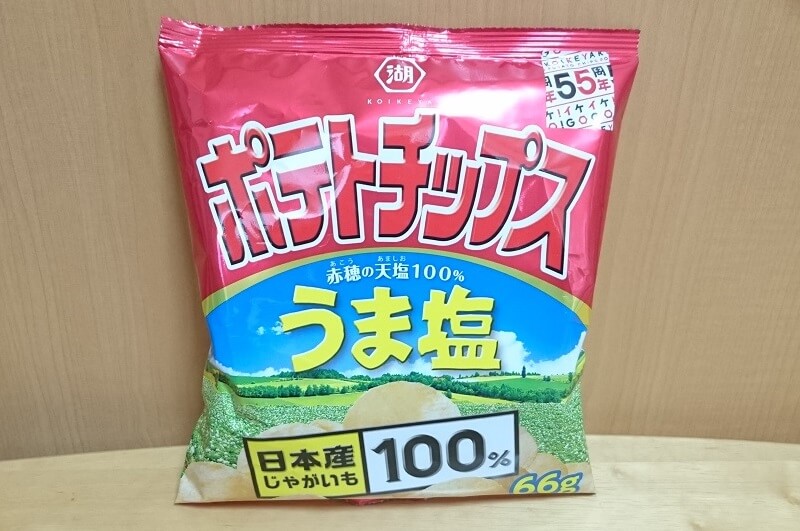 湖
KOIKEYA
KOIKEYA
55周年
ポテトチップス
あこう あましお
赤穂の天塩100%
うま塩
日本産
じゃがいも
100%
66g